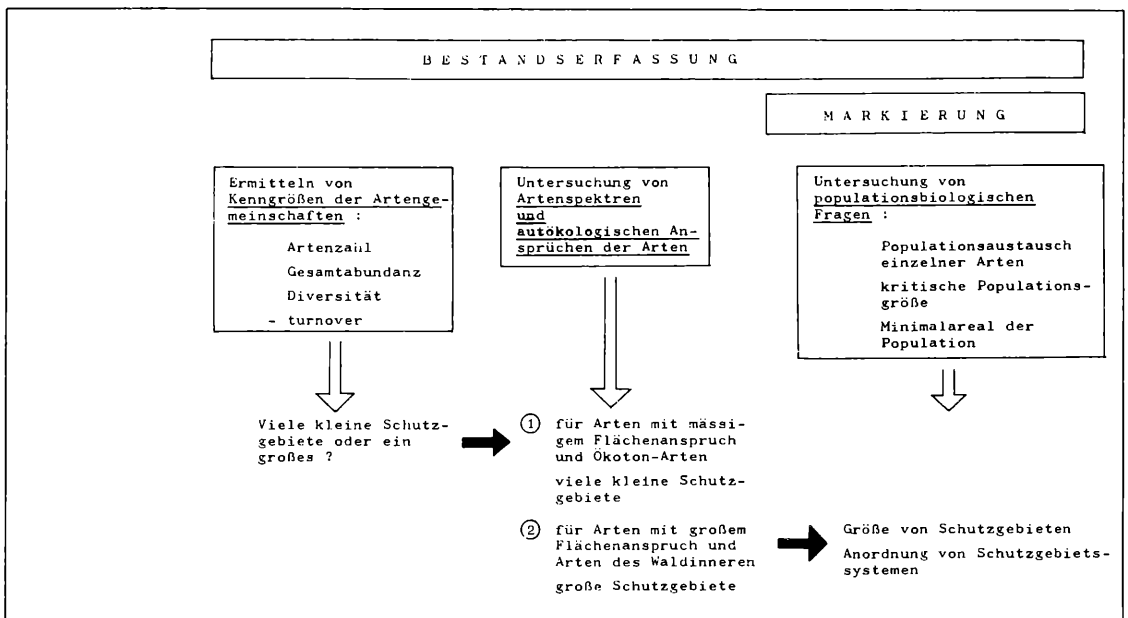 BESTANDSERFASSUNG
MARKIERUNG
Ermitteln von
Kenngrößen der Artenge-
meinschaften :
Artenzahl
Gesamtabundanz
Diversität
- turnover
Untersuchung von
Artenspektren
und
autökologischen An-
sprüchen der Arten
Untersuchung von
populationsbiologischen
Fragen :
Populationsaustausch
einzelner Arten
kritische Populations-
größe
Minimalareal der
Population
Viele kleine Schutz-
gebiete oder ein
großes ?
① für Arten mit mässi-
gem Flächenanspruch
und Ökoton-Arten
viele kleine Schutz-
gebiete
② für Arten mit großem
Flächenanspruch und
Arten des Waldinneren
große Schutzgebiete
Größe von Schutzgebieten
Anordnung von Schutzgebiets-
systemen